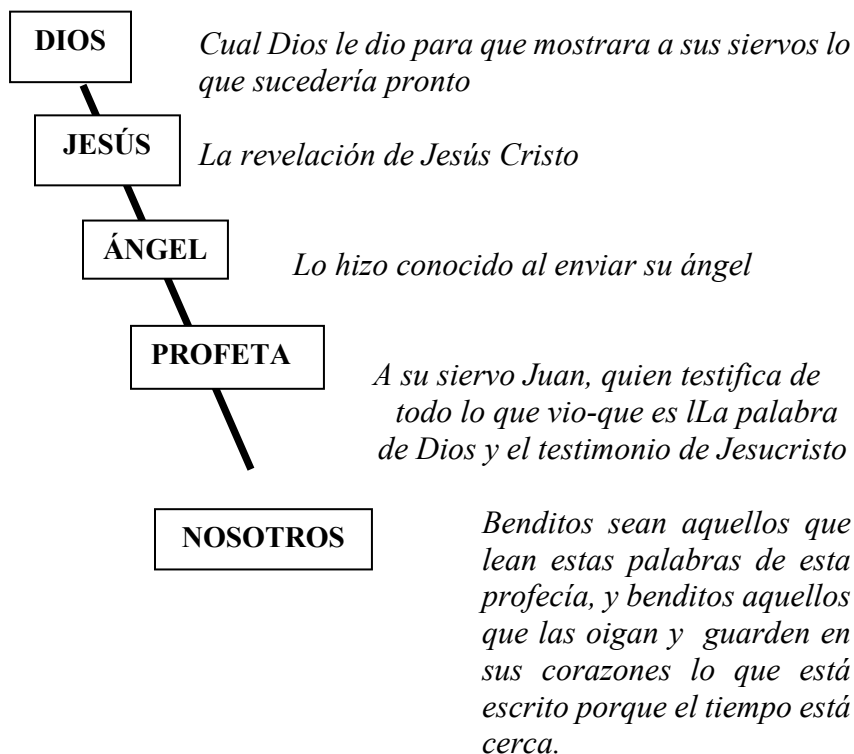 DIOS
Cual Dios le dio para que mostrara a sus siervos lo
que sucedería pronto
JESÚS
La revelación de Jesús Cristo
ÁNGEL
Lo hizo conocido al enviar su ángel
PROFETA
A su siervo Juan, quien testifica de
todo lo que vio-que es lLa palabra
de Dios y el testimonio de Jesucristo
NOSOTROS
Benditos sean aquellos que
lean estas palabras de esta
profecía, y benditos aquellos
que las oigan y guarden en
sus corazones lo que está
escrito porque el tiempo está
cerca.